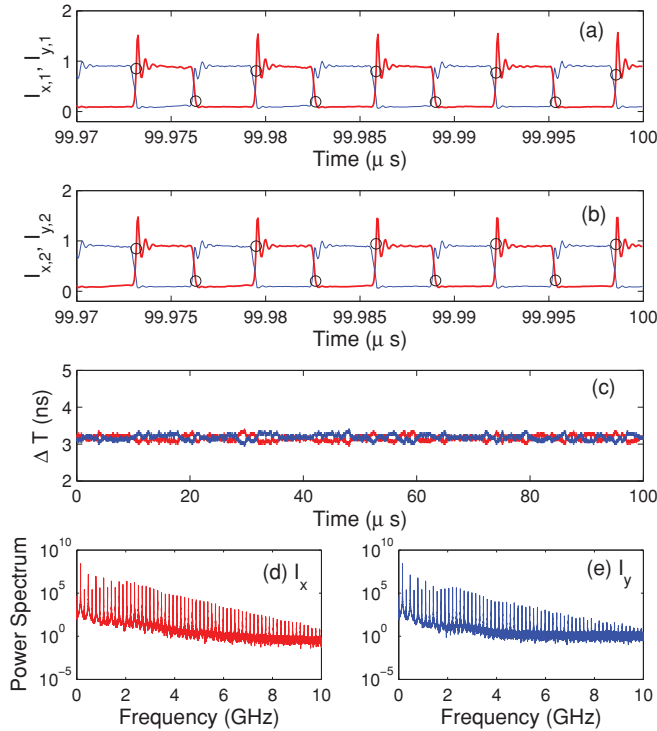 2
(a)
1
0
I_{x,1}, I_{y,1}
99.97 99.975 99.98 99.985 99.99 99.995 100
Time (μ s)
2
(b)
1
0
I_{x,2}, I_{y,2}
99.97 99.975 99.98 99.985 99.99 99.995 100
Time (μ s)
5
(c)
4
3
2
Δ T (ns)
0 20 40 60 80 100
Time (μ s)
10^{10}
(d) I_x
10^5
10^0
10^{-5}
Power Spectrum
0 2 4 6 8 10
Frequency (GHz)
10^{10}
(e) I_y
10^5
10^0
10^{-5}
0 2 4 6 8 10
Frequency (GHz)